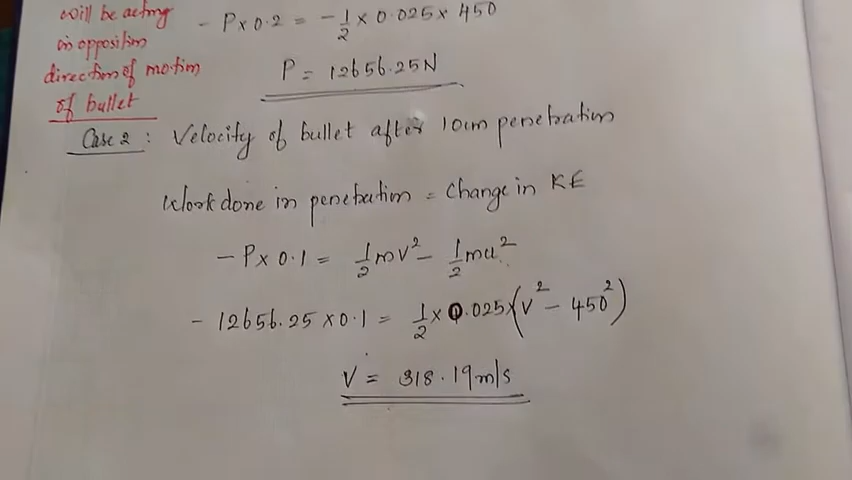 will be acting
in opposition
direction of motion
of bullet
- P x 0.2 = - 1/2 x 0.025 x 450
P = 12656.25N
Case 2 : Velocity of bullet after 10cm penetration
Work done in penetration = change in KE
- P x 0.1 = 1/2 mv² - 1/2 mu²
- 12656.25 x 0.1 = 1/2 x 0.025 x (v² - 450²)
V = 318.19 m/s